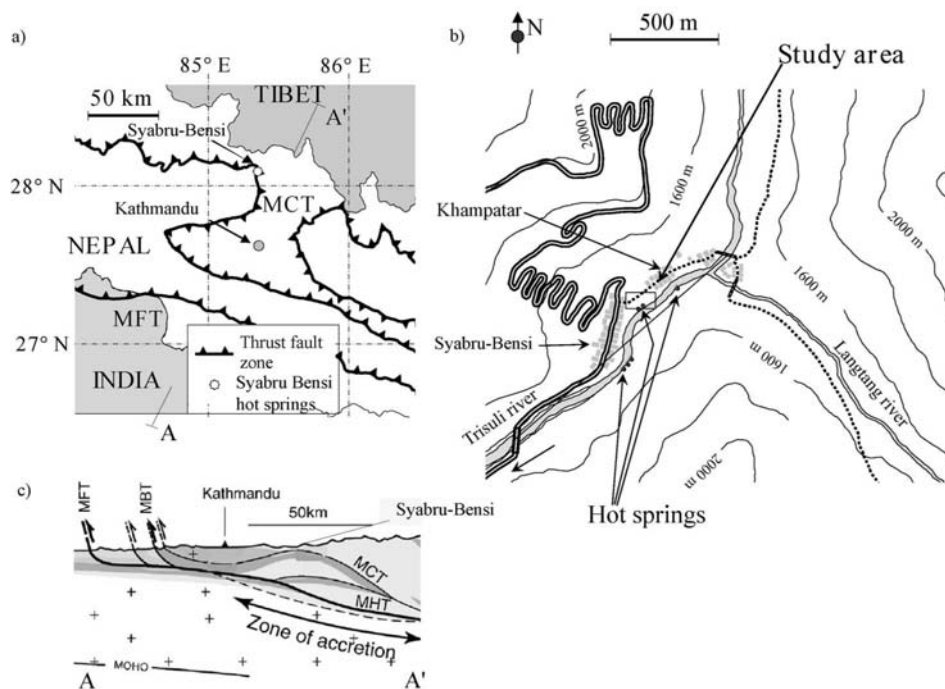 a)
85° E
86° E
50 km
TIBET
A'
Syabru-Bensi
28° N
MCT
Kathmandu
NEPAL
MFT
27° N
INDIA
Thrust fault
zone
Syabru Bensi
hot springs
A
b)
N
500 m
Study area
2000 m
1600 m
Khampatar
2000 m
1600 m
Syabru-Bensi
1600 m
Langtang river
Trisuli river
2000 m
Hot springs
c)
MFT
MBT
Kathmandu
50km
Syabru-Bensi
MCT
MHT
Zone of accretion
MOHO
A
A'